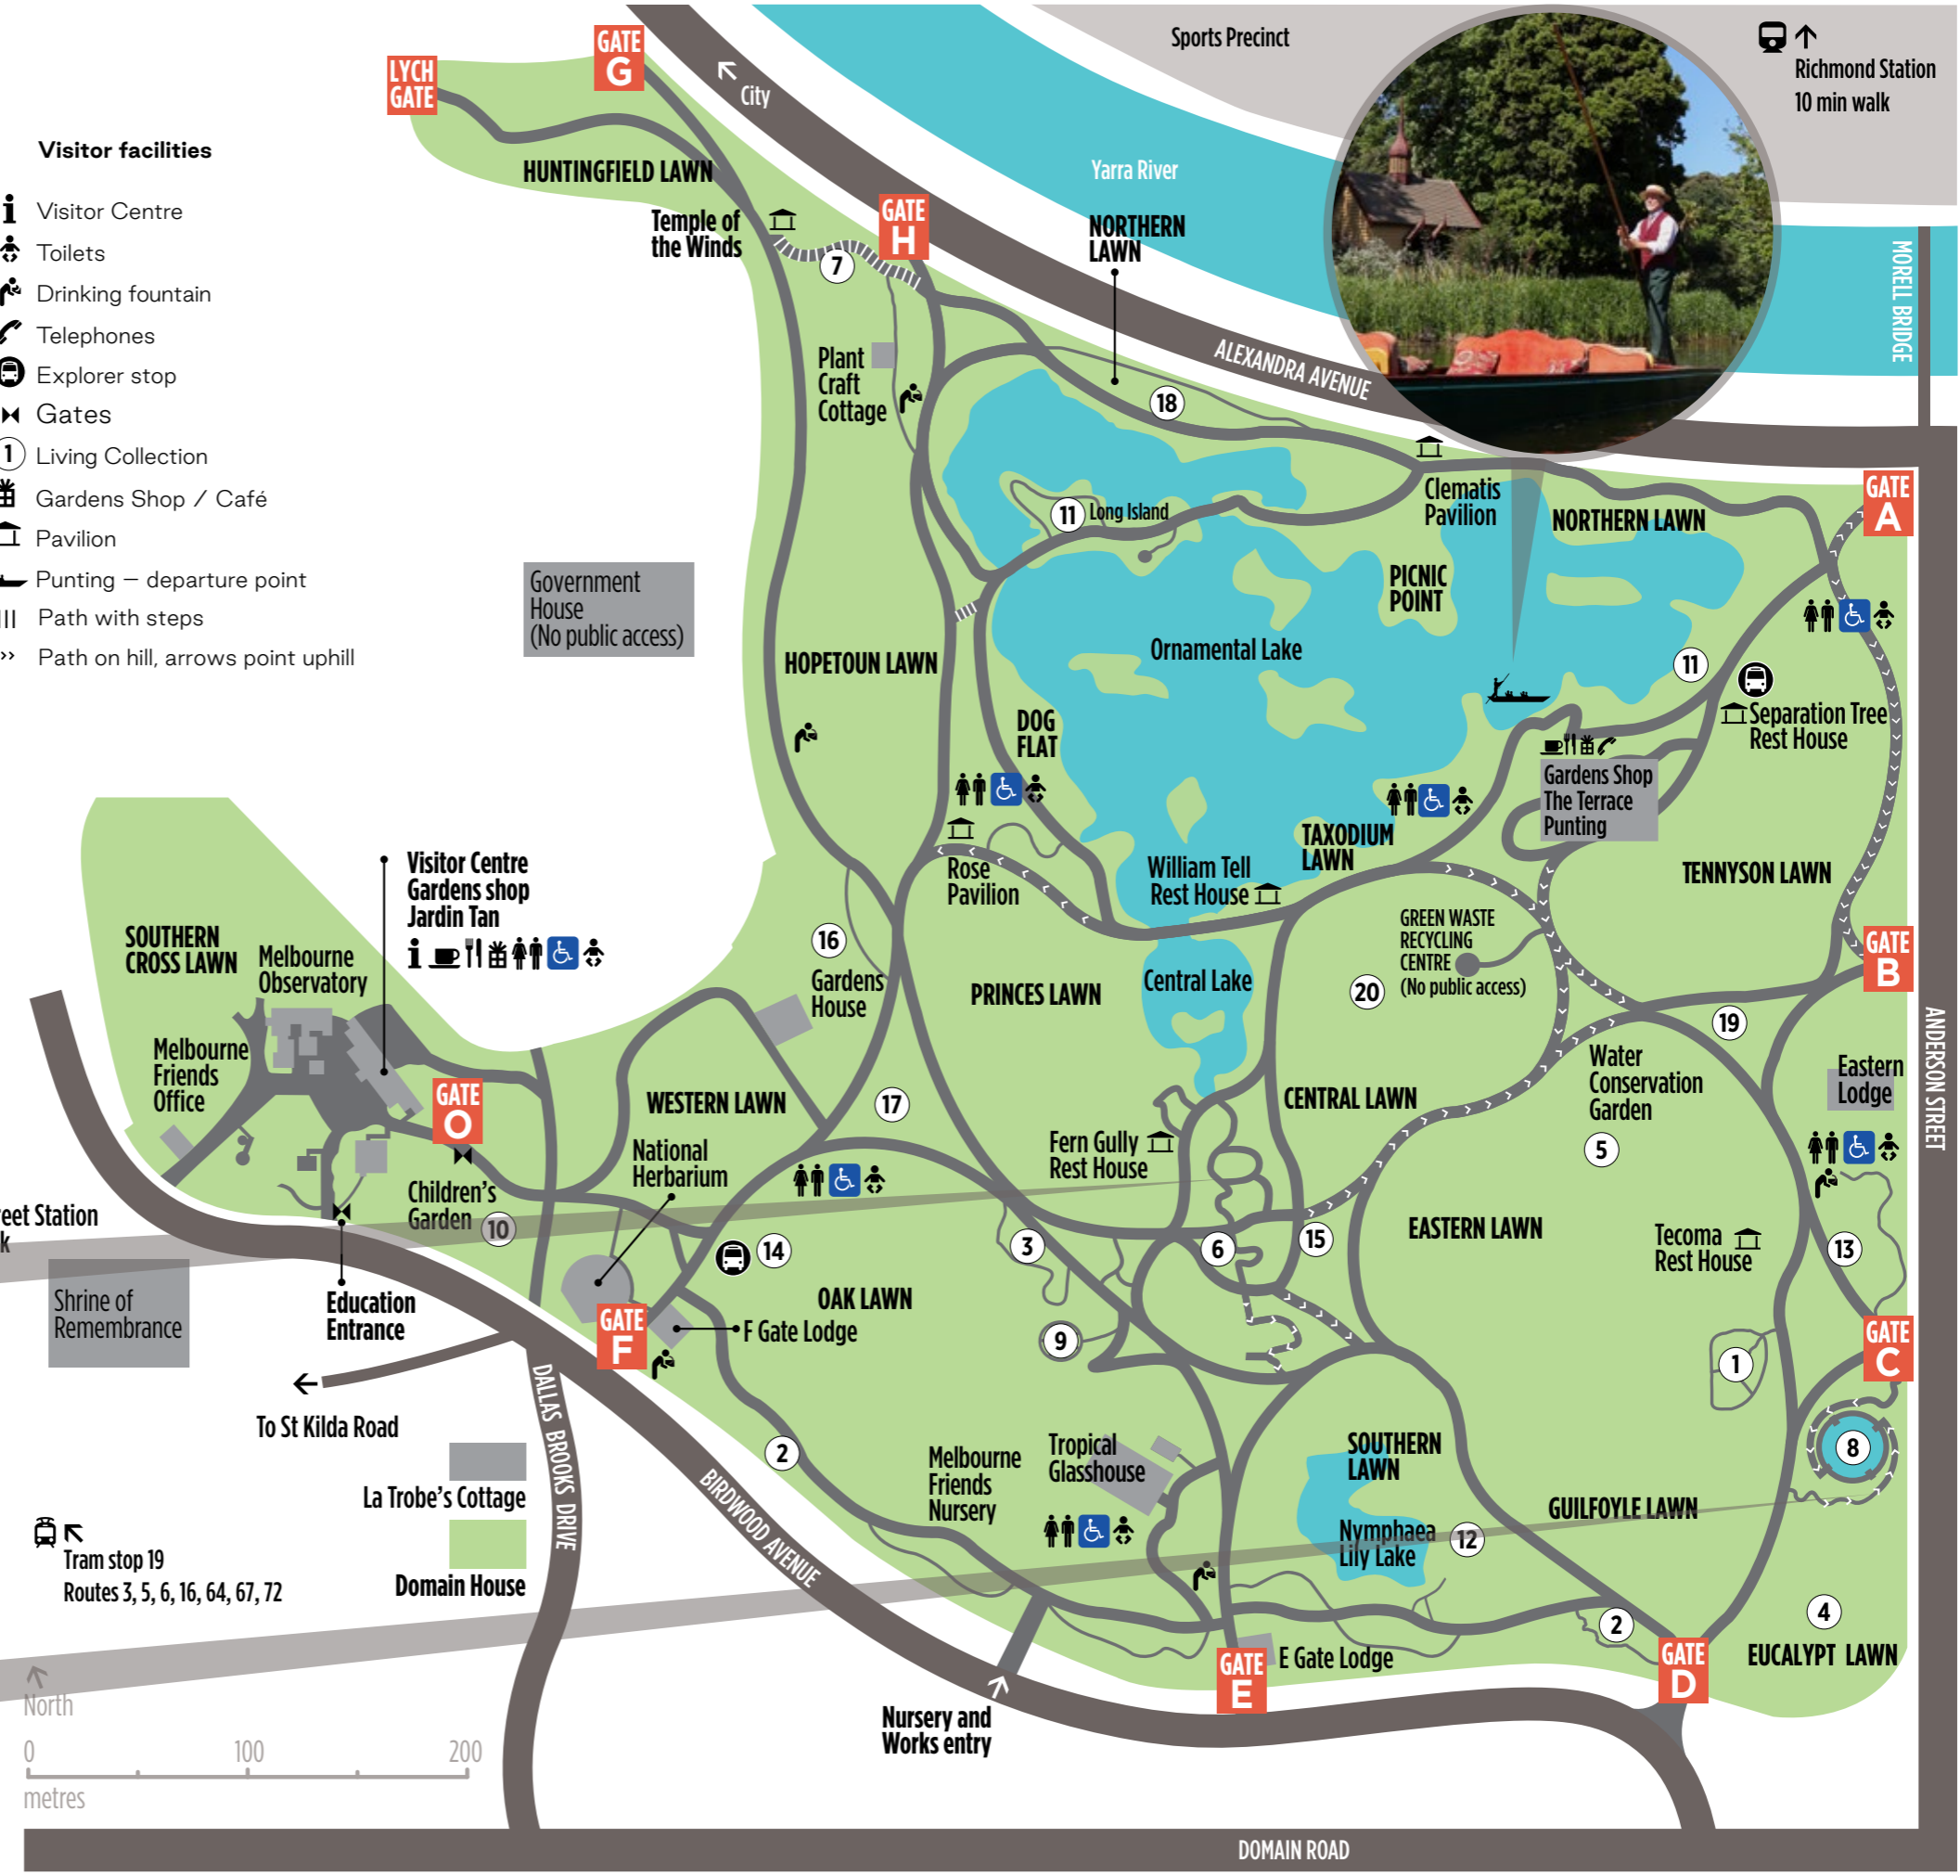 Sports Precinct
Richmond Station
10 min walk
GATE
G
LYCH
GATE
City
Visitor facilities
Visitor Centre
Toilets
Drinking fountain
Telephones
Explorer stop
Gates
1 Living Collection
Gardens Shop / Café
Pavilion
Punting – departure point
Path with steps
Path on hill, arrows point uphill
HUNTINGFIELD LAWN
Yarra River
Temple of
the Winds
7
GATE
H
NORTHERN
LAWN
MORELL BRIDGE
ALEXANDRA AVENUE
Plant
Craft
Cottage
18
Clematis
Pavilion
NORTHERN LAWN
GATE
A
11 Long Island
PICNIC
POINT
Government
House
(No public access)
HOPETOUN LAWN
Ornamental Lake
11
Separation Tree
Rest House
DOG
FLAT
Gardens Shop
The Terrace
Punting
TAXODIUM
LAWN
Rose
Pavilion
William Tell
Rest House
TENNYSON LAWN
Visitor Centre
Gardens shop
Jardin Tan
SOUTHERN
CROSS LAWN
Melbourne
Observatory
16
Gardens
House
PRINCES LAWN
Central Lake
GREEN WASTE
RECYCLING
CENTRE
(No public access)
20
GATE
B
19
ANDERSON STREET
Melbourne
Friends
Office
GATE
O
WESTERN LAWN
17
CENTRAL LAWN
Water
Conservation
Garden
5
Eastern
Lodge
National
Herbarium
Fern Gully
Rest House
Children's
Garden 10
eet Station
k
3
6
15
EASTERN LAWN
Tecoma
Rest House
13
14
Shrine of
Remembrance
Education
Entrance
OAK LAWN
GATE
F
F Gate Lodge
9
1
GATE
C
To St Kilda Road
DALLAS BROOKS DRIVE
2
Melbourne
Friends
Nursery
Tropical
Glasshouse
SOUTHERN
LAWN
8
La Trobe's Cottage
BIRDWOOD AVENUE
GUILFOYLE LAWN
Nymphaea
Lily Lake
12
Tram stop 19
Routes 3, 5, 6, 16, 64, 67, 72
Domain House
2
4
EUCALYPT LAWN
GATE
E
E Gate Lodge
GATE
D
North
Nursery and
Works entry
0 100 200
metres
DOMAIN ROAD